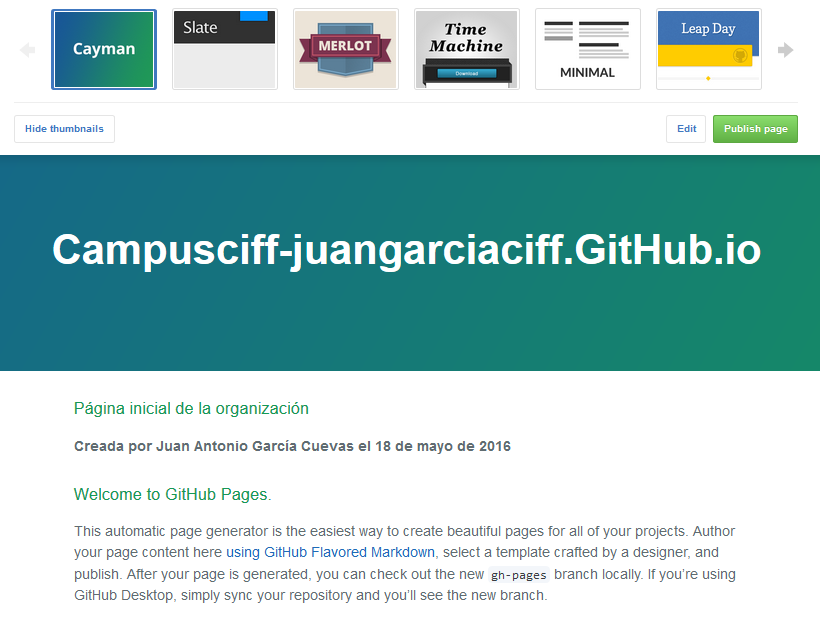 Cayman
Slate
MERLOT
Time
Machine
Download
MINIMAL
Leap Day
Hide thumbnails
Edit
Publish page
Campusciff-juangarciaciff.GitHub.io
Página inicial de la organización
Creada por Juan Antonio García Cuevas el 18 de mayo de 2016
Welcome to GitHub Pages.
This automatic page generator is the easiest way to create beautiful pages for all of your projects. Author
your page content here using GitHub Flavored Markdown, select a template crafted by a designer, and
publish. After your page is generated, you can check out the new gh-pages branch locally. If you’re using
GitHub Desktop, simply sync your repository and you’ll see the new branch.